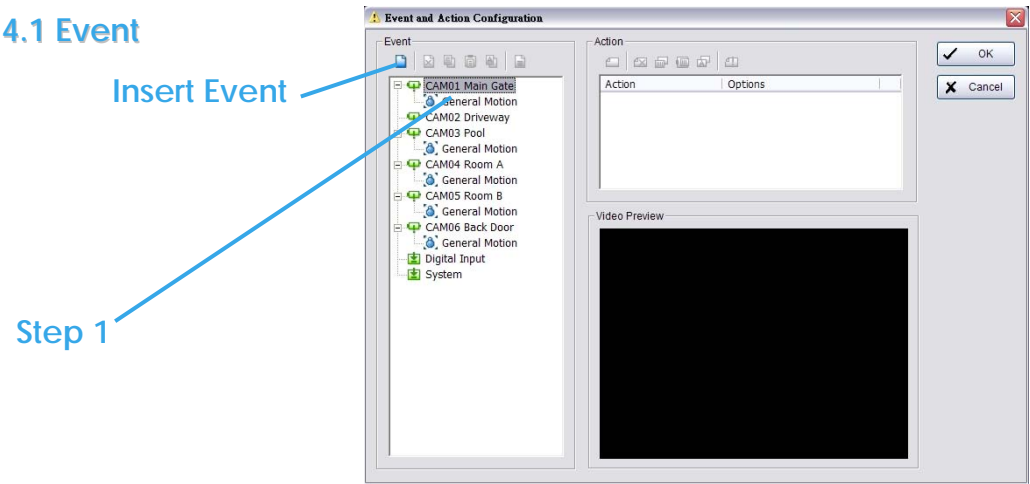 4.1 Event
Insert Event
Step 1
Event and Action Configuration
Event
CAM01 Main Gate
General Motion
CAM02 Driveway
CAM03 Pool
General Motion
CAM04 Room A
General Motion
CAM05 Room B
General Motion
CAM06 Back Door
General Motion
Digital Input
System
Action
Action Options
Video Preview
OK
Cancel